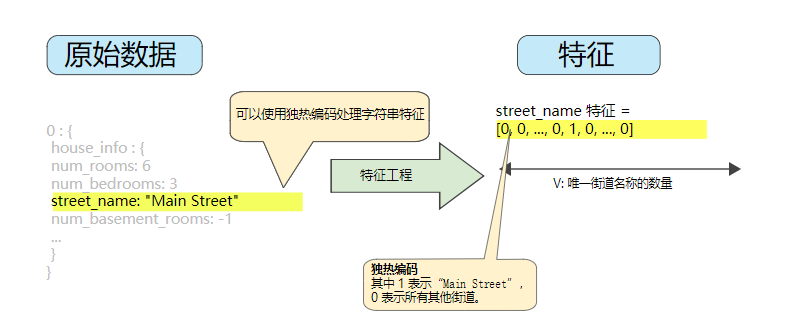 原始数据
特征
可以使用独热编码处理字符串特征
street_name 特征 =
[0, 0, ..., 0, 1, 0, ..., 0]
0 : {
house_info : {
num_rooms: 6
num_bedrooms: 3
street_name: "Main Street"
num_basement_rooms: -1
...
}
}
特征工程
V: 唯一街道名称的数量
独热编码
其中 1 表示“Main Street”,
0 表示所有其他街道。